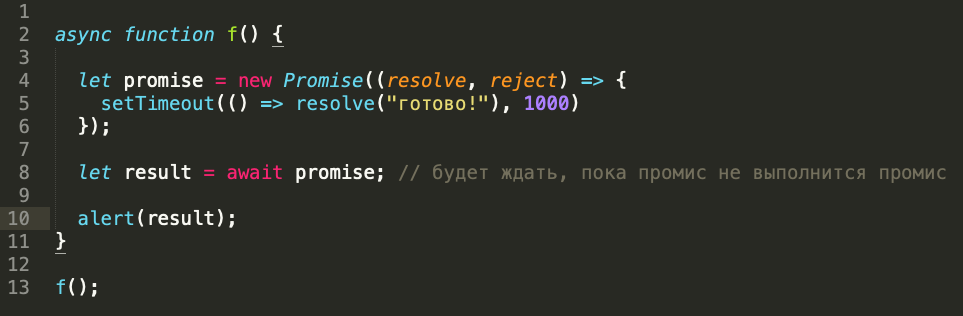 1
2 async function f() {
3
4 let promise = new Promise((resolve, reject) => {
5 setTimeout(() => resolve("готово!"), 1000)
6 });
7
8 let result = await promise; // будет ждать, пока промис не выполнится промис
9
10 alert(result);
11 }
12
13 f();